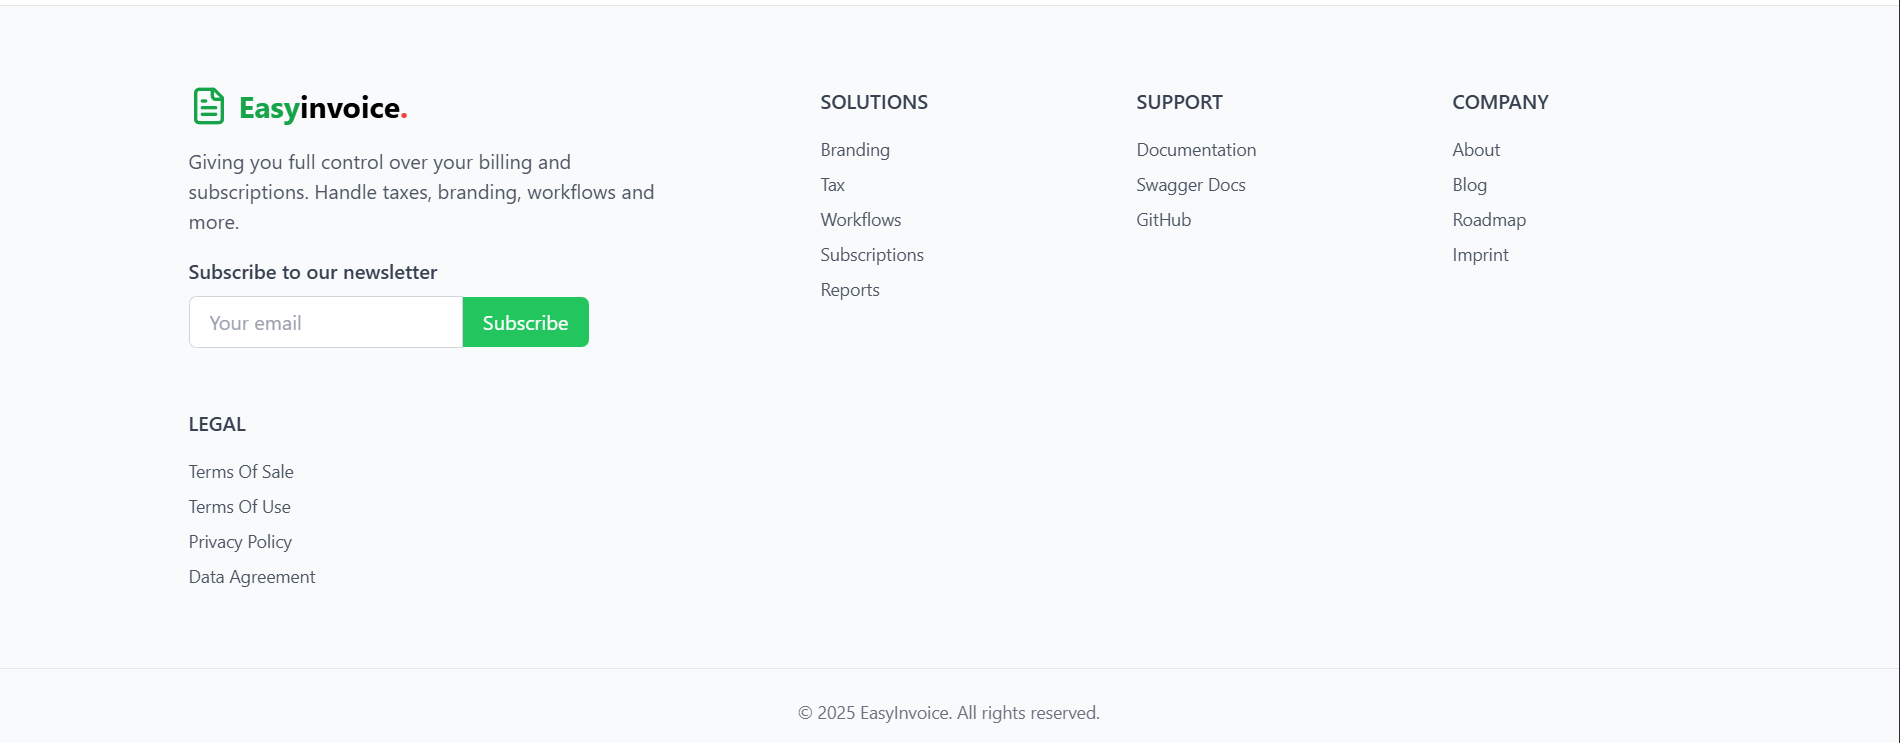 Easyinvoice.
Giving you full control over your billing and
subscriptions. Handle taxes, branding, workflows and
more.
Subscribe to our newsletter
Your email
Subscribe
SOLUTIONS
Branding
Tax
Workflows
Subscriptions
Reports
SUPPORT
Documentation
Swagger Docs
GitHub
COMPANY
About
Blog
Roadmap
Imprint
LEGAL
Terms Of Sale
Terms Of Use
Privacy Policy
Data Agreement
© 2025 EasyInvoice. All rights reserved.